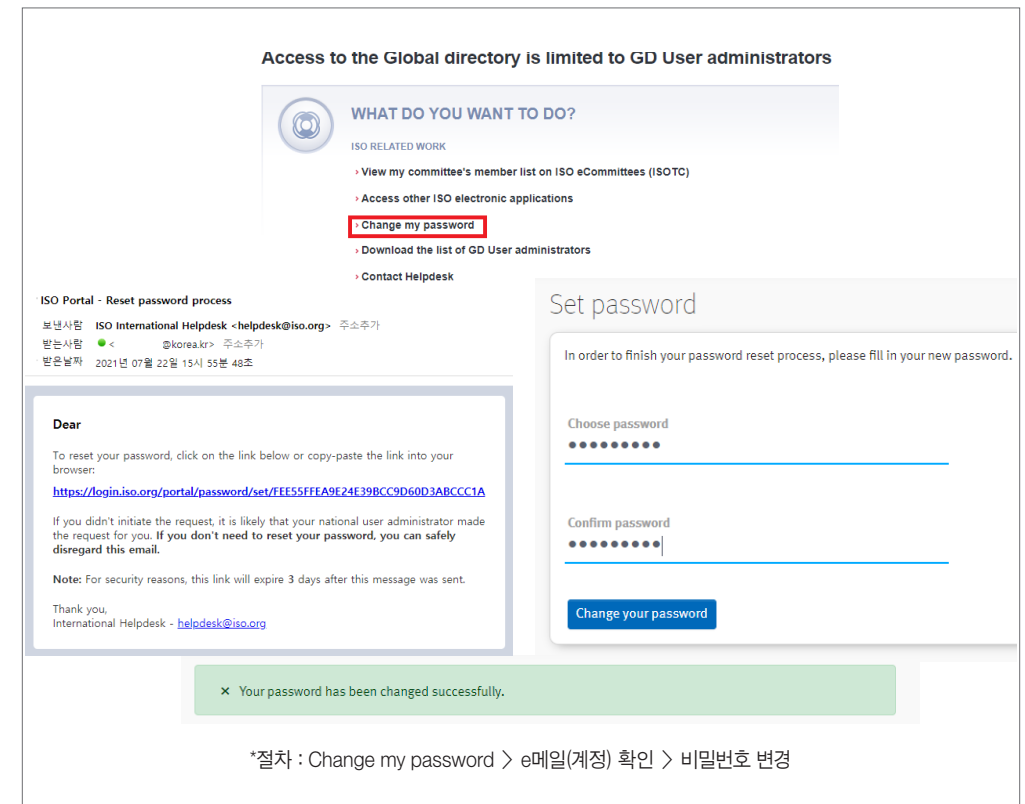 Access to the Global directory is limited to GD User administrators
WHAT DO YOU WANT TO DO?
ISO RELATED WORK
› View my committee's member list on ISO eCommittees (ISOTC)
› Access other ISO electronic applications
› Change my password
› Download the list of GD User administrators
› Contact Helpdesk
ISO Portal - Reset password process
보낸사람 ISO International Helpdesk <helpdesk@iso.org> 주소추가
받는사람 < @korea.kr> 주소추가
받은날짜 2021년 07월 22일 15시 55분 48초
Dear
To reset your password, click on the link below or copy-paste the link into your
browser:
https://login.iso.org/portal/password/set/FEE55FFEA9E24E39BCC9D60D3ABCCC1A
If you didn't initiate the request, it is likely that your national user administrator made
the request for you. If you don't need to reset your password, you can safely
disregard this email.
Note: For security reasons, this link will expire 3 days after this message was sent.
Thank you,
International Helpdesk - helpdesk@iso.org
Set password
In order to finish your password reset process, please fill in your new password.
Choose password
●●●●●●●●●
Confirm password
●●●●●●●●●
Change your password
× Your password has been changed successfully.
*절차 : Change my password > e메일(계정) 확인 > 비밀번호 변경